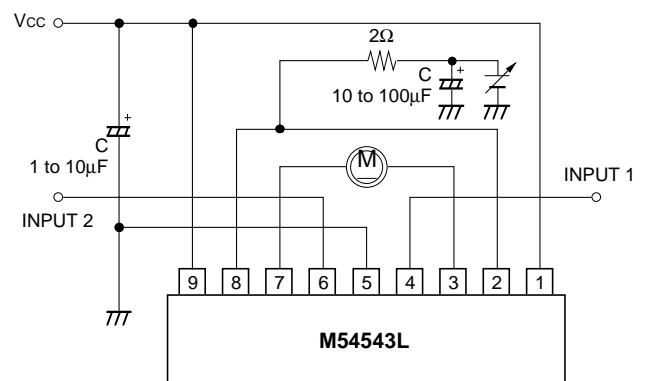 Vcc
2Ω
C
+
10 to 100μF
+
C
1 to 10μF
M
INPUT 1
INPUT 2
9 8 7 6 5 4 3 2 1
M54543L